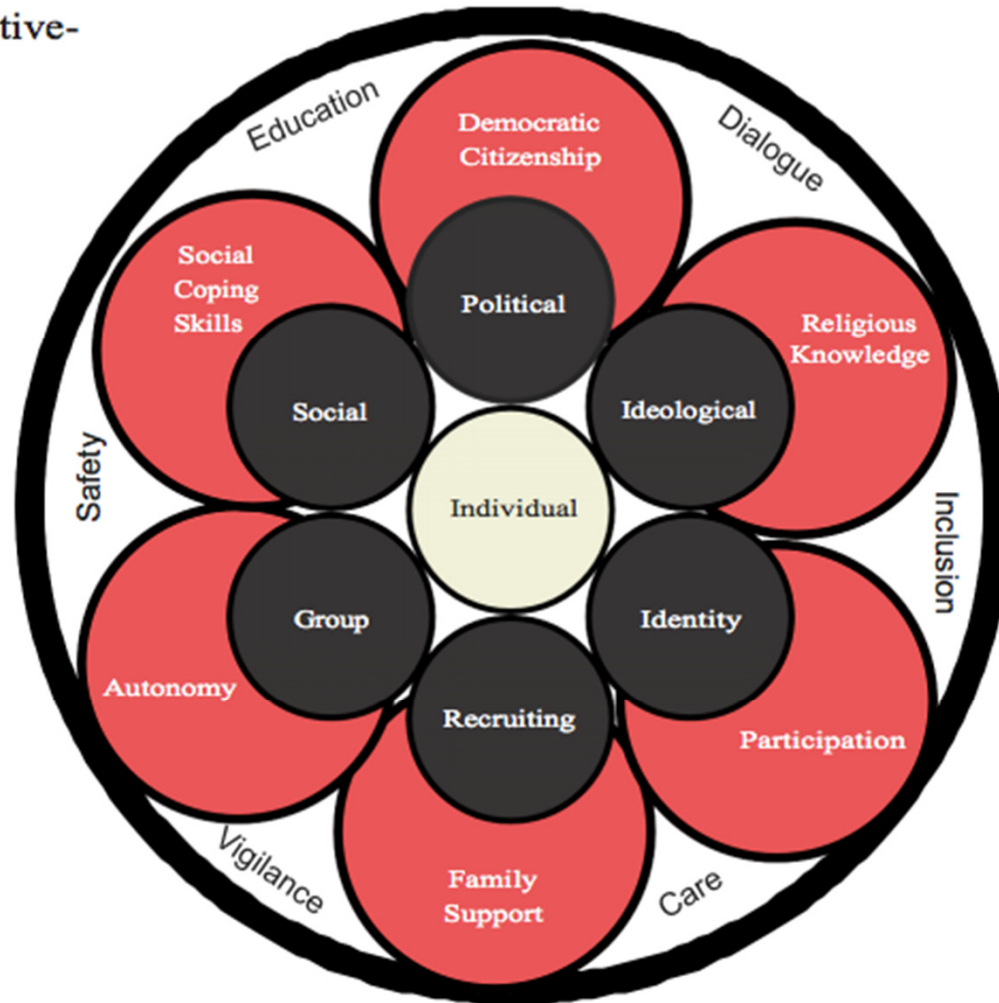 tive-
Education
Dialogue
Democratic
Citizenship
Social
Coping
Skills
Political
Religious
Knowledge
Social
Ideological
Safety
Individual
Inclusion
Group
Identity
Autonomy
Recruiting
Participation
Vigilance
Family
Support
Care